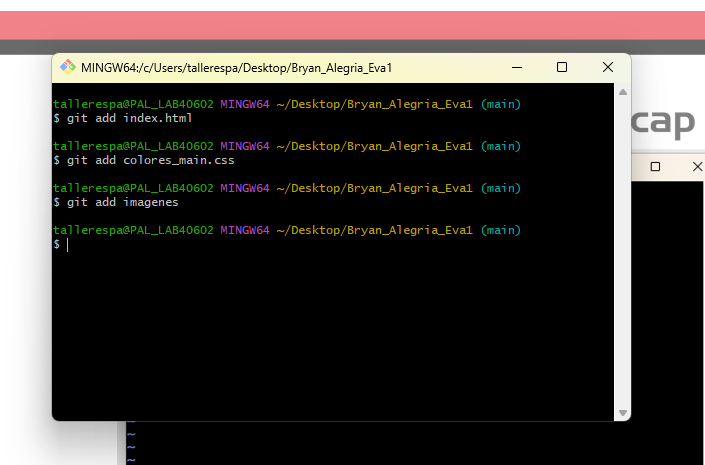 MINGW64:/c/Users/tallerespa/Desktop/Bryan_Alegria_Eva1
tallerespa@PAL_LAB40602 MINGW64 ~/Desktop/Bryan_Alegria_Eva1 (main)
$ git add index.html
tallerespa@PAL_LAB40602 MINGW64 ~/Desktop/Bryan_Alegria_Eva1 (main)
$ git add colores_main.css
tallerespa@PAL_LAB40602 MINGW64 ~/Desktop/Bryan_Alegria_Eva1 (main)
$ git add imagenes
tallerespa@PAL_LAB40602 MINGW64 ~/Desktop/Bryan_Alegria_Eva1 (main)
$
cap
~
~
~
~